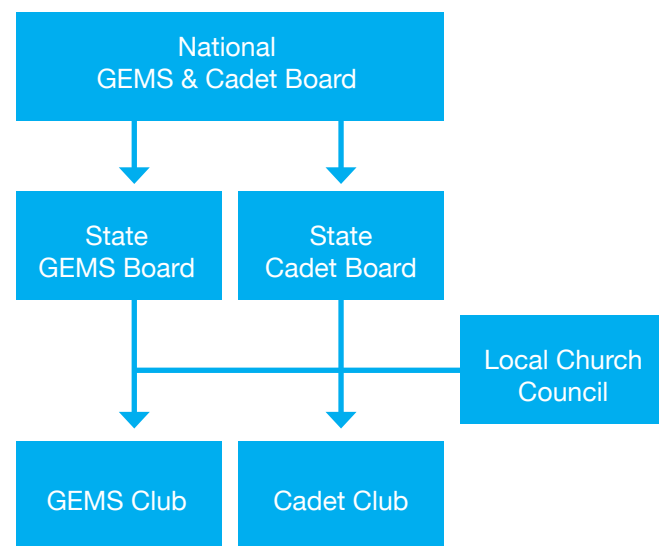 National
GEMS & Cadet Board
State
GEMS Board
State
Cadet Board
Local Church
Council
GEMS Club
Cadet Club